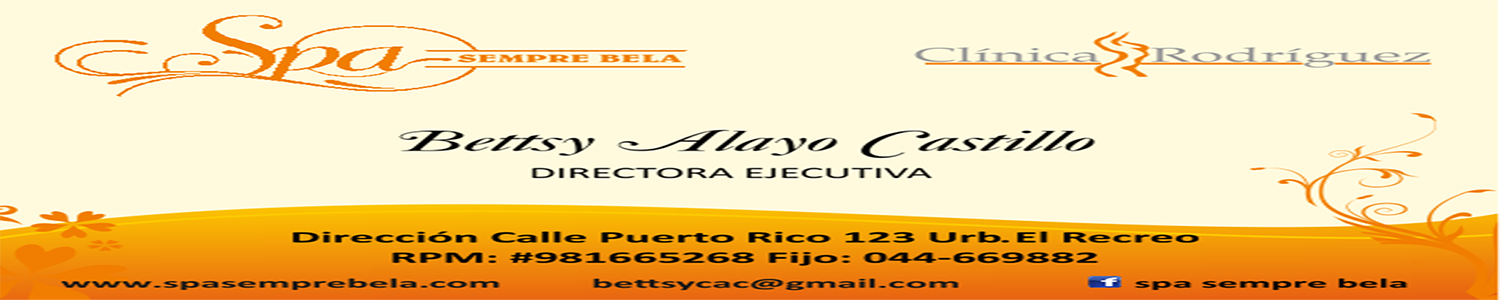 Spa SEMPRE BELA
Clínica Rodríguez
Bettsy Alayo Castillo
DIRECTORA EJECUTIVA
Dirección Calle Puerto Rico 123 Urb.El Recreo
RPM: #981665268 Fijo: 044-669882
www.spasemprebela.com bettsycac@gmail.com f spa sempre bela